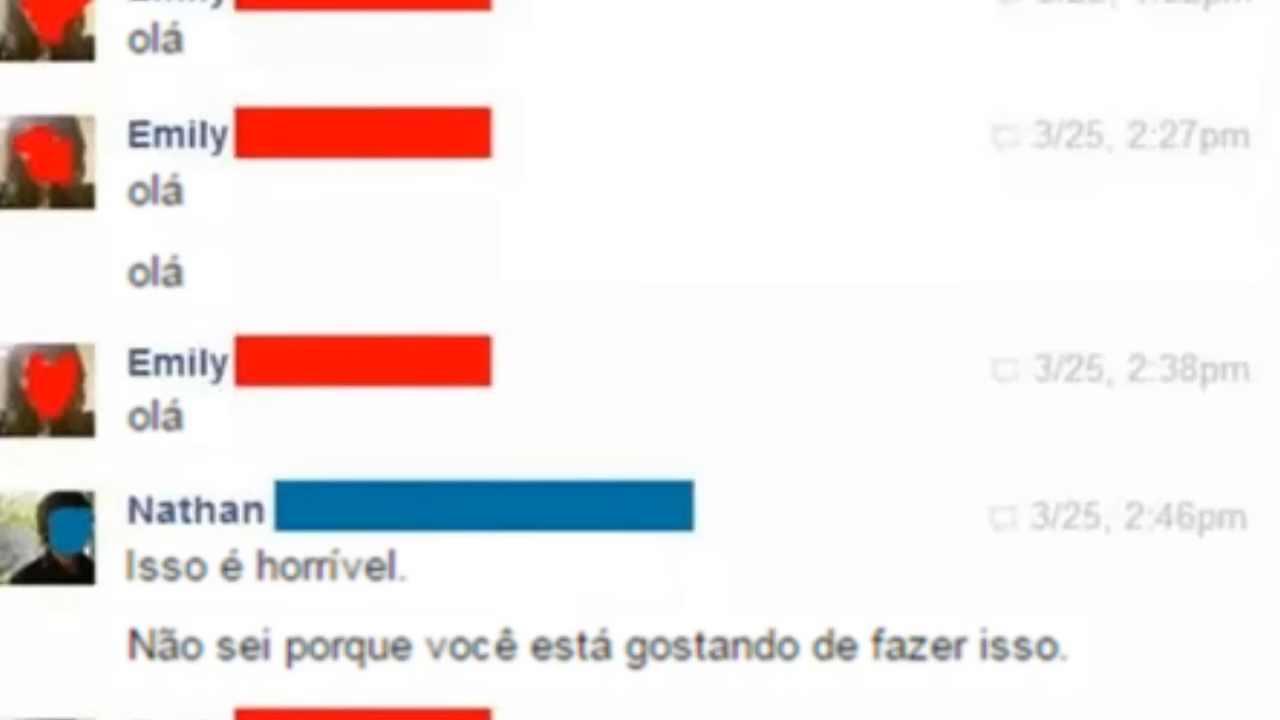 olá
Emily
3/25, 2:27pm
olá
olá
Emily
3/25, 2:38pm
olá
Nathan
3/25, 2:46pm
Isso é horrível.
Não sei porque você está gostando de fazer isso.